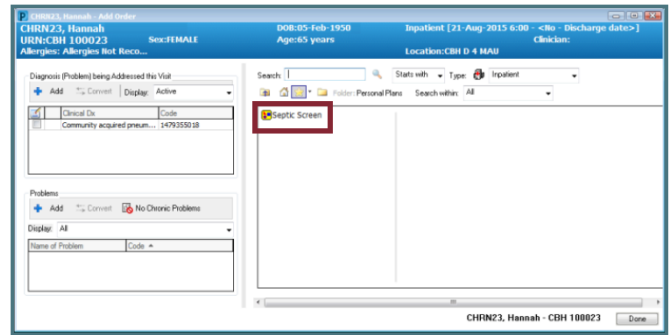 CHRN23, Hannah - Add Order
CHRN23, Hannah DOB:05-Feb-1950 Inpatient [21-Aug-2015 6:00 - <No - Discharge date>]
URN:CBH 100023 Sex:FEMALE Age:65 years Clinician:
Allergies: Allergies Not Reco... Location:CBH D 4 MAU
Diagnosis (Problem) being Addressed this Visit
Add Convert Display: Active
Clinical Dx Code
Community acquired pneum... 1479355018
Problems
Add Convert No Chronic Problems
Display: All
Name of Problem Code
Search: Starts with Type: Inpatient
Folder: Personal Plans Search within: All
Septic Screen
CHRN23, Hannah - CBH 100023 Done